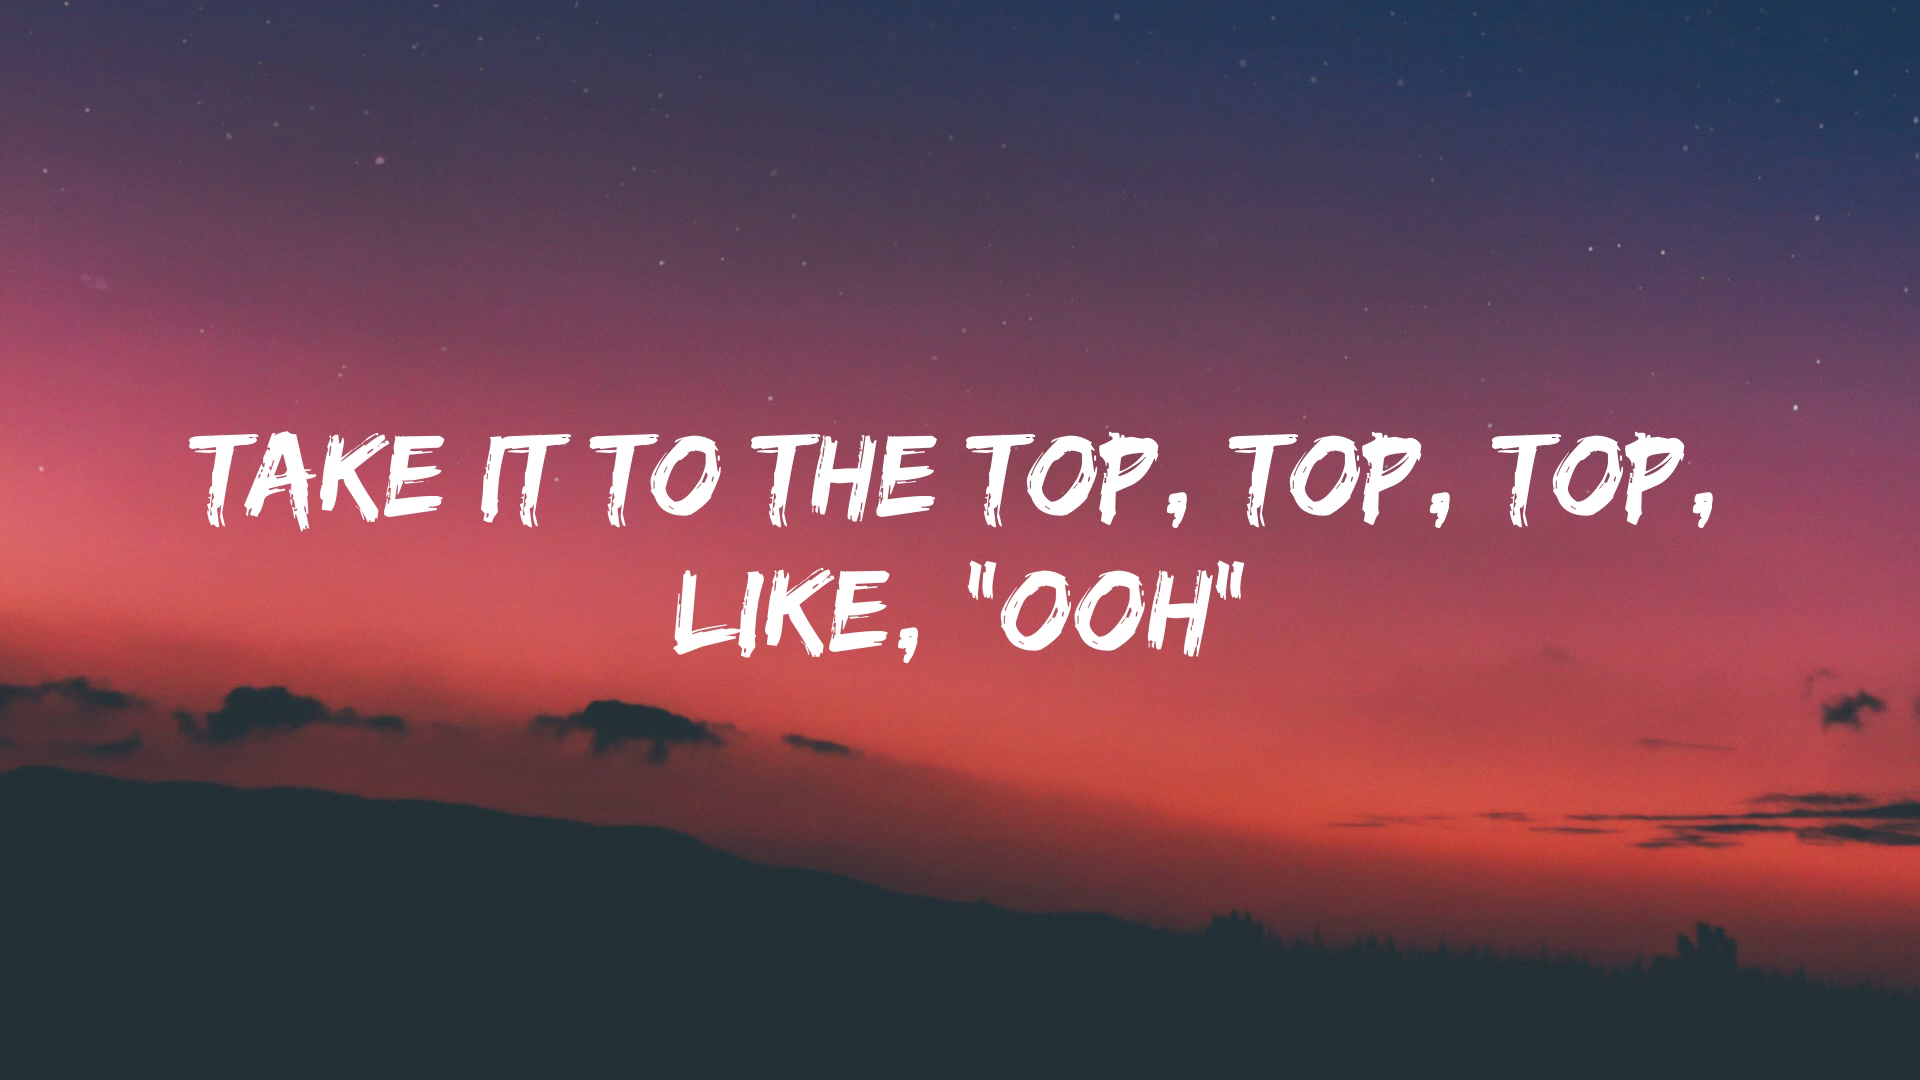 TAKE IT TO THE TOP, TOP, TOP,
LIKE, "OOH"